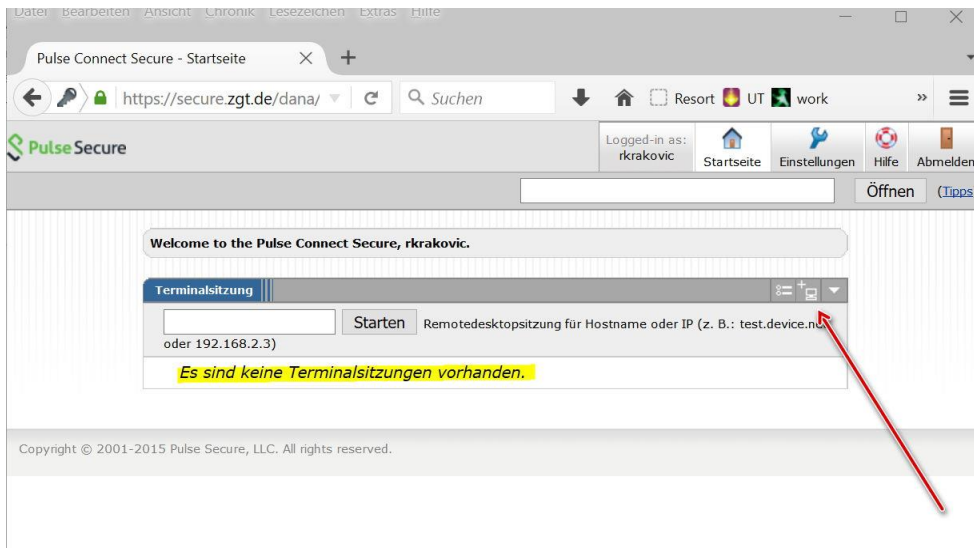 Datei Bearbeiten Ansicht Chronik Lesezeichen Extras Hilfe
Pulse Connect Secure - Startseite
https://secure.zgt.de/dana/
Suchen
Resort UT work
Pulse Secure
Logged-in as:
rkrakovic
Startseite
Einstellungen
Hilfe
Abmelden
Öffnen
(Tipps
Welcome to the Pulse Connect Secure, rkrakovic.
Terminalsitzung
Starten Remotedesktopsitzung für Hostname oder IP (z. B.: test.device.n
oder 192.168.2.3)
Es sind keine Terminalsitzungen vorhanden.
Copyright © 2001-2015 Pulse Secure, LLC. All rights reserved.